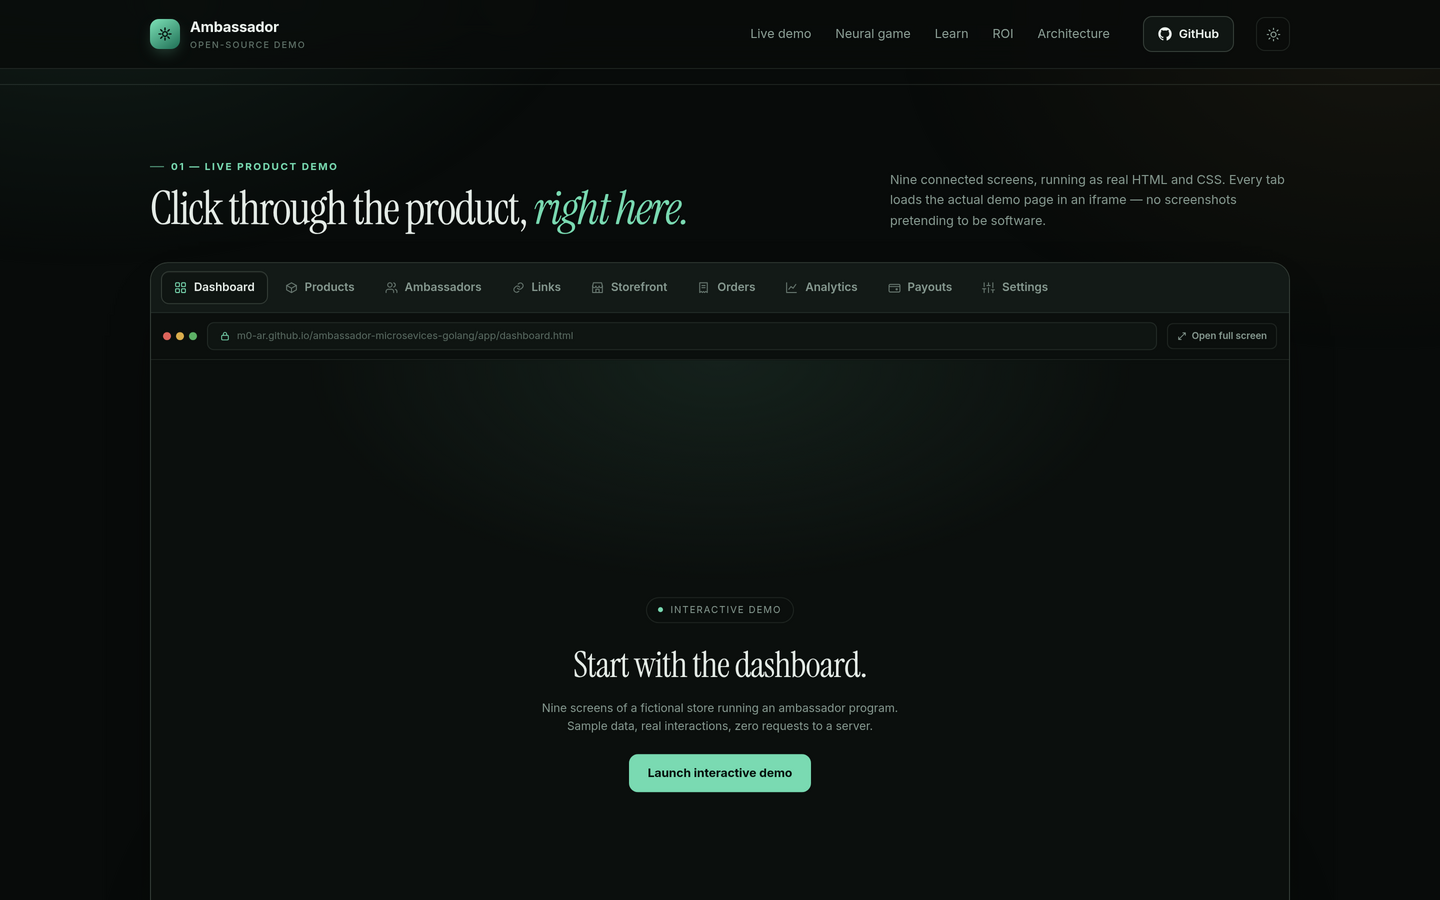 Ambassador
OPEN-SOURCE DEMO
Live demo
Neural game
Learn
ROI
Architecture
GitHub
01 — LIVE PRODUCT DEMO
Click through the product, right here.
Nine connected screens, running as real HTML and CSS. Every tab
loads the actual demo page in an iframe — no screenshots
pretending to be software.
Dashboard
Products
Ambassadors
Links
Storefront
Orders
Analytics
Payouts
Settings
m0-ar.github.io/ambassador-microsevices-golang/app/dashboard.html
Open full screen
INTERACTIVE DEMO
Start with the dashboard.
Nine screens of a fictional store running an ambassador program.
Sample data, real interactions, zero requests to a server.
Launch interactive demo